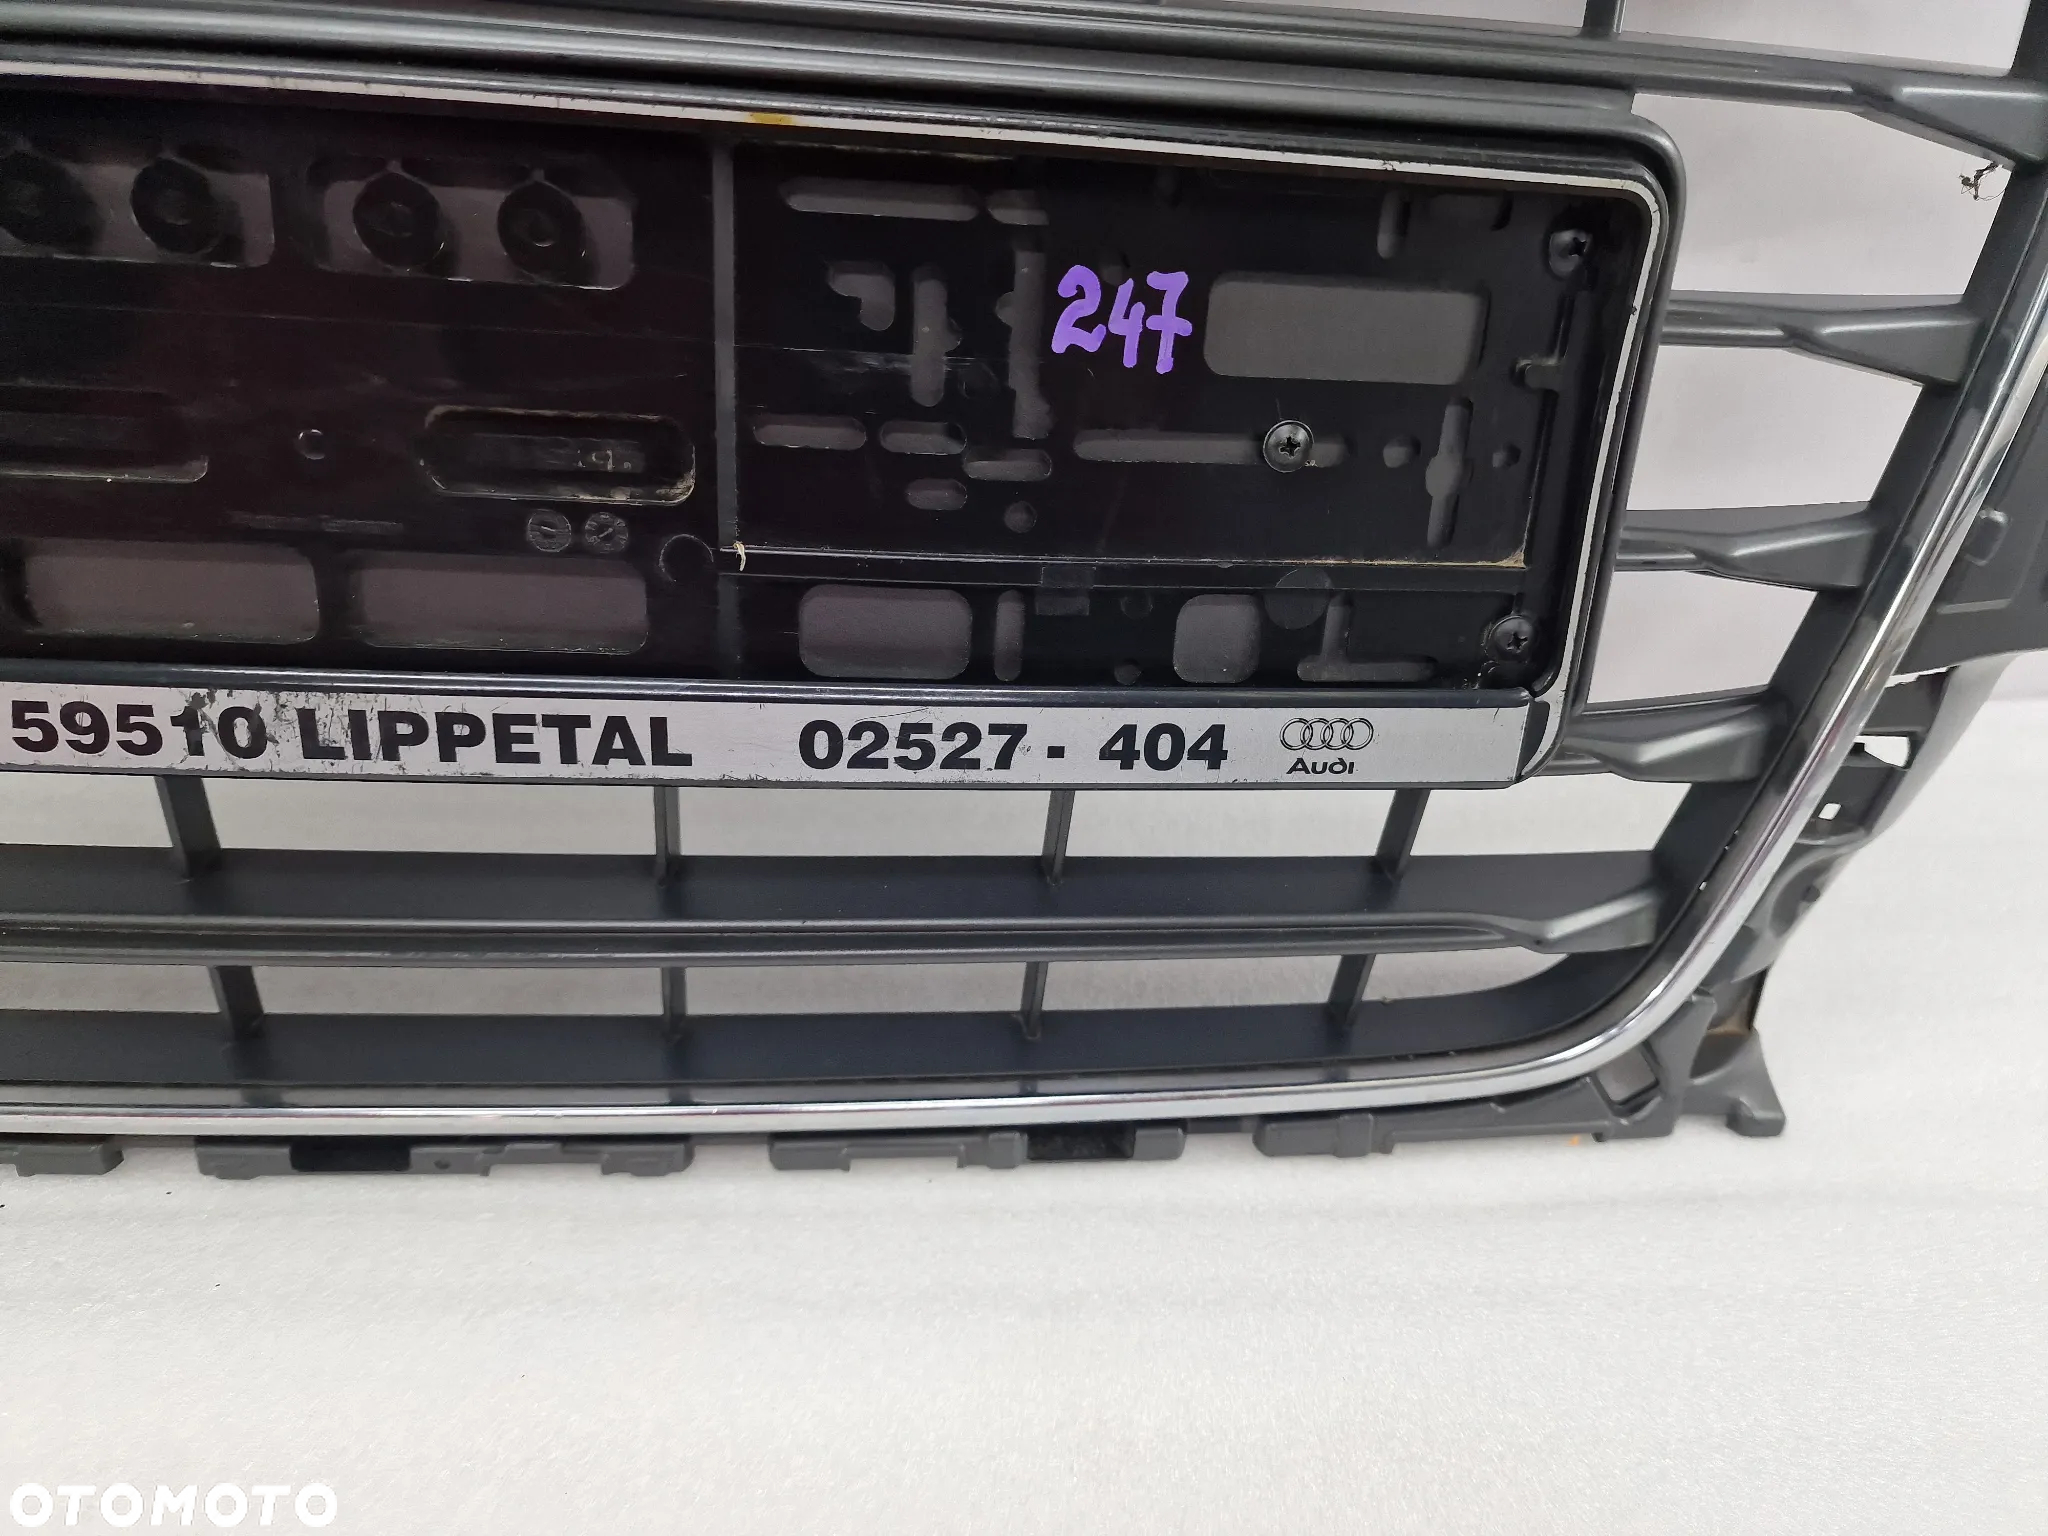 247
59510 LIPPETAL 02527 - 404
Audi
OTOMOTO